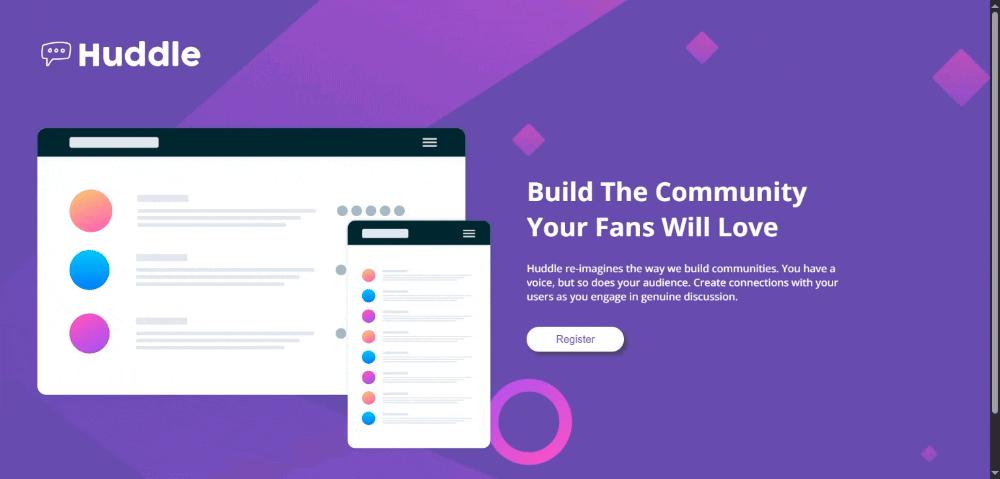 Huddle
Build The Community
Your Fans Will Love
Huddle re-imagines the way we build communities. You have a
voice, but so does your audience. Create connections with your
users as you engage in genuine discussion.
Register